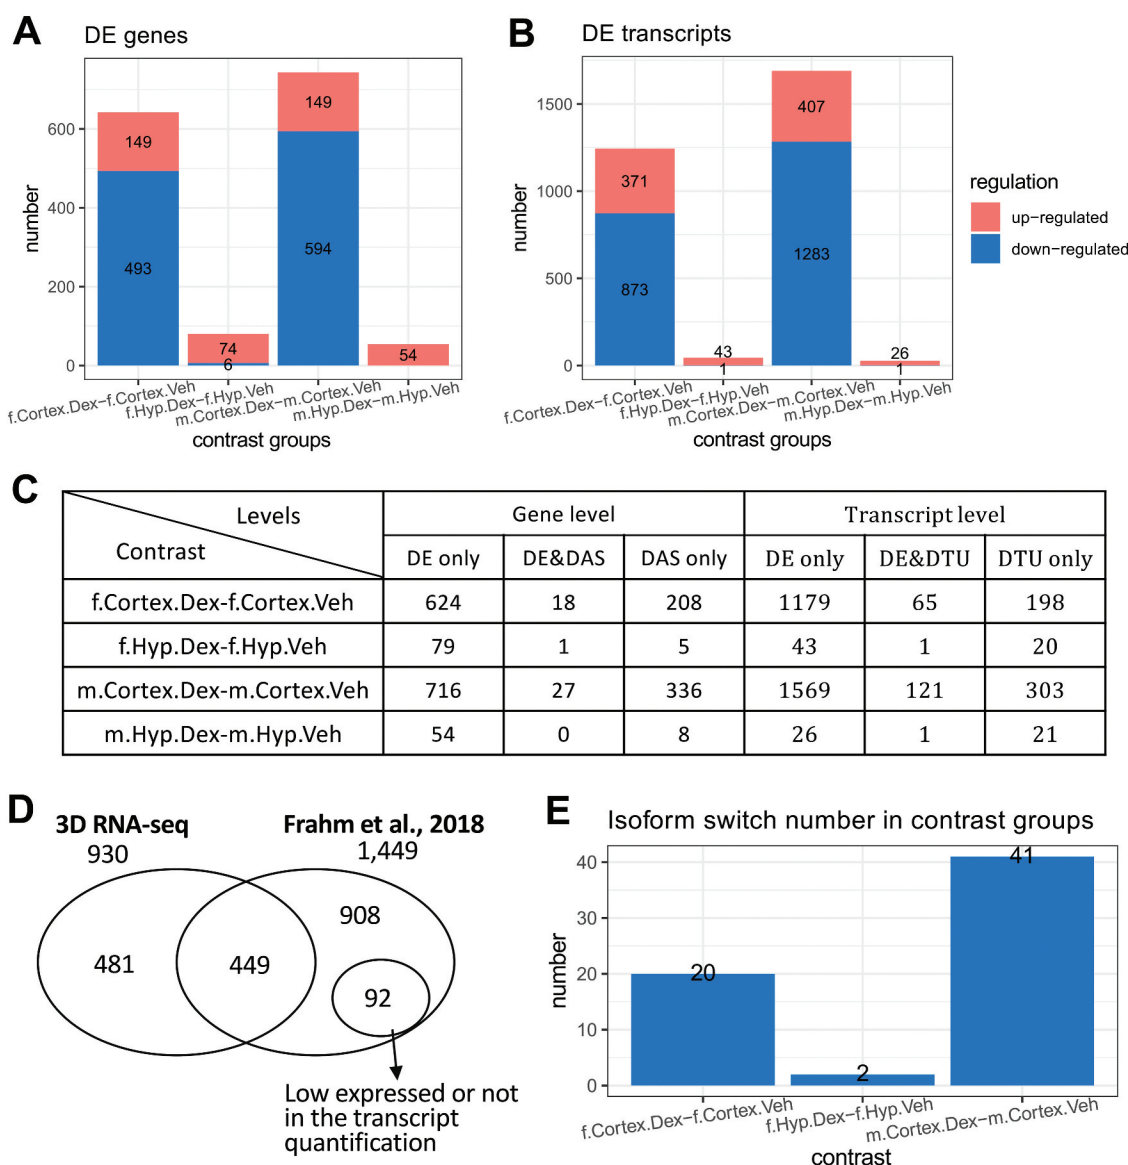 A
DE genes
number
600
400
200
0
149
493
74
6
149
594
54
f.Cortex.Dex−f.Cortex.Veh
f.Hyp.Dex−f.Hyp.Veh
m.Cortex.Dex−m.Cortex.Veh
m.Hyp.Dex−m.Hyp.Veh
contrast groups
B
DE transcripts
number
1500
1000
500
0
371
873
43
1
407
1283
26
1
f.Cortex.Dex−f.Cortex.Veh
f.Hyp.Dex−f.Hyp.Veh
m.Cortex.Dex−m.Cortex.Veh
m.Hyp.Dex−m.Hyp.Veh
contrast groups
regulation
up−regulated
down−regulated
C
Levels Gene level Transcript level
Contrast DE only DE&DAS DAS only DE only DE&DTU DTU only
f.Cortex.Dex-f.Cortex.Veh 624 18 208 1179 65 198
f.Hyp.Dex-f.Hyp.Veh 79 1 5 43 1 20
m.Cortex.Dex-m.Cortex.Veh 716 27 336 1569 121 303
m.Hyp.Dex-m.Hyp.Veh 54 0 8 26 1 21
D
3D RNA-seq
930
Frahm et al., 2018
1,449
481
449
908
92
Low expressed or not
in the transcript
quantification
E
Isoform switch number in contrast groups
number
40
30
20
10
0
20
2
41
f.Cortex.Dex−f.Cortex.Veh
f.Hyp.Dex−f.Hyp.Veh
m.Cortex.Dex−m.Cortex.Veh
contrast